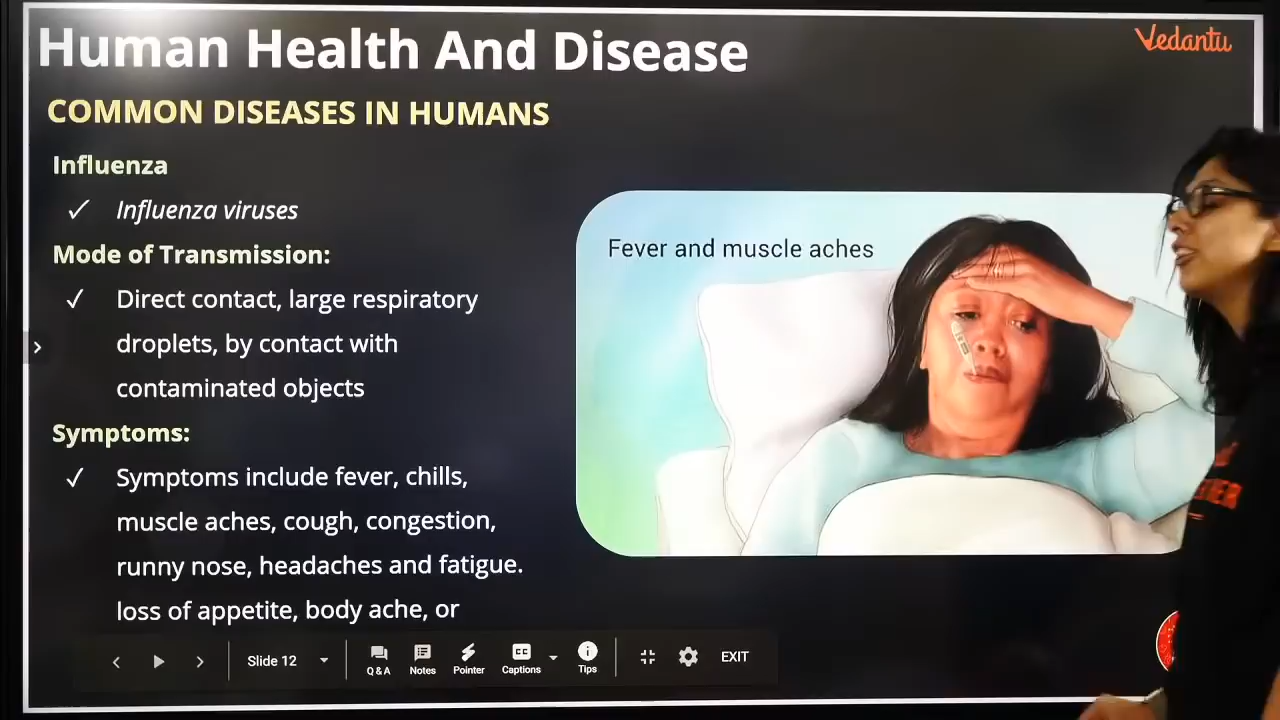 Human Health And Disease
Vedantu
COMMON DISEASES IN HUMANS
Influenza
✓ Influenza viruses
Mode of Transmission:
✓ Direct contact, large respiratory
droplets, by contact with
contaminated objects
Symptoms:
✓ Symptoms include fever, chills,
muscle aches, cough, congestion,
runny nose, headaches and fatigue.
loss of appetite, body ache, or
Fever and muscle aches
Slide 12
Q & A
Notes
Pointer
CC
Captions
Tips
EXIT